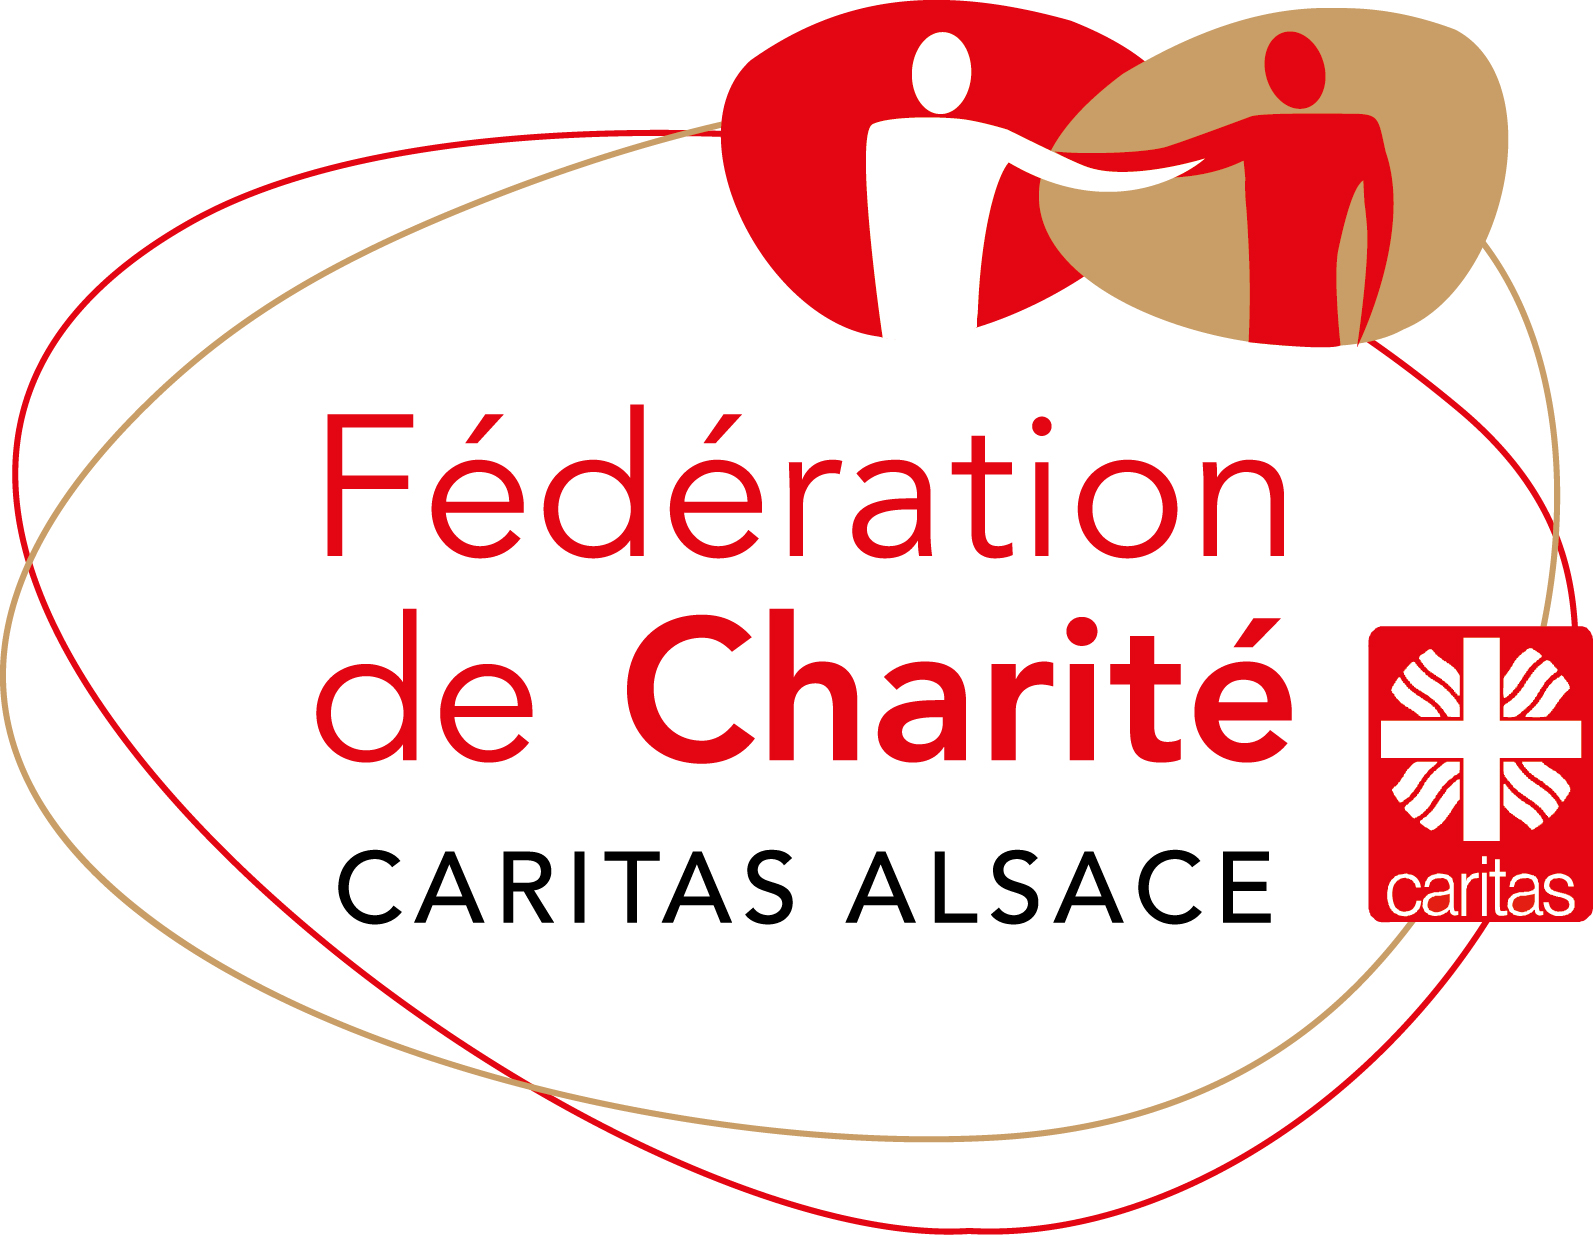 Fédération
de Charité
CARITAS ALSACE
caritas